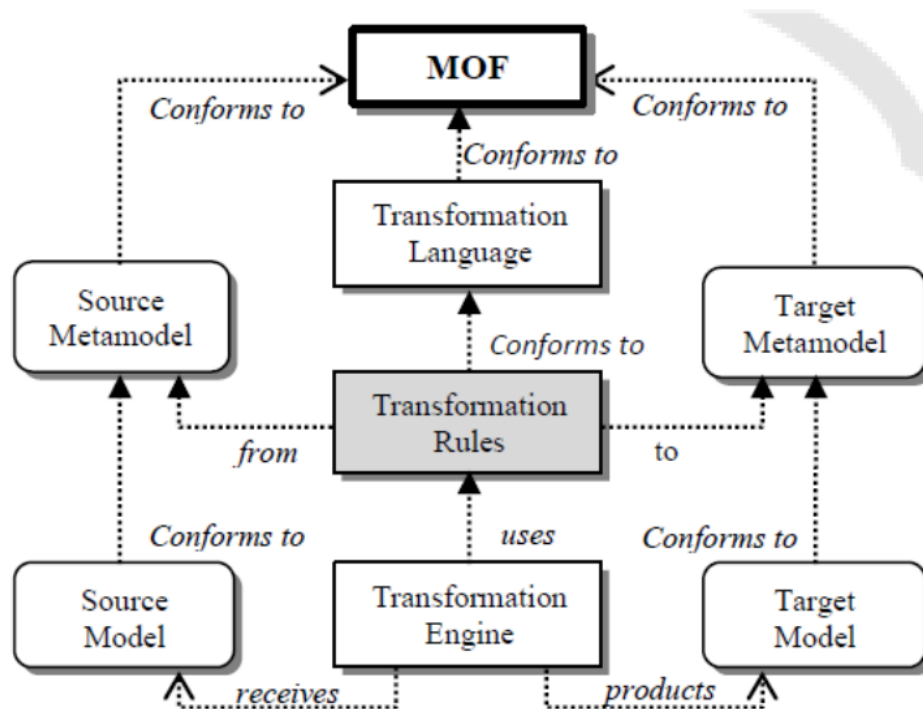 MOF
Conforms to
Conforms to
Conforms to
Transformation
Language
Source
Metamodel
Target
Metamodel
Conforms to
Transformation
Rules
from
to
Conforms to
uses
Conforms to
Source
Model
Transformation
Engine
Target
Model
receives
products